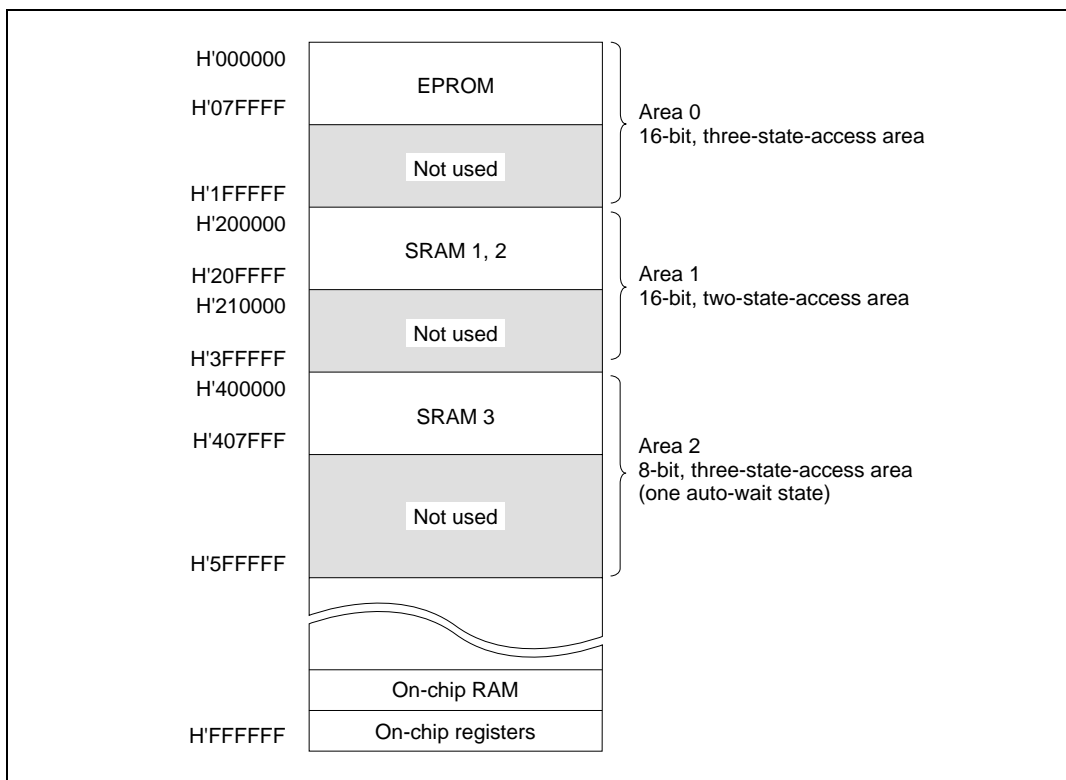 H'000000
EPROM
H'07FFFF
Area 0
16-bit, three-state-access area
Not used
H'1FFFFF
H'200000
SRAM 1, 2
H'20FFFF
Area 1
16-bit, two-state-access area
H'210000
Not used
H'3FFFFF
H'400000
SRAM 3
H'407FFF
Area 2
8-bit, three-state-access area
(one auto-wait state)
Not used
H'5FFFFF
On-chip RAM
H'FFFFFF
On-chip registers